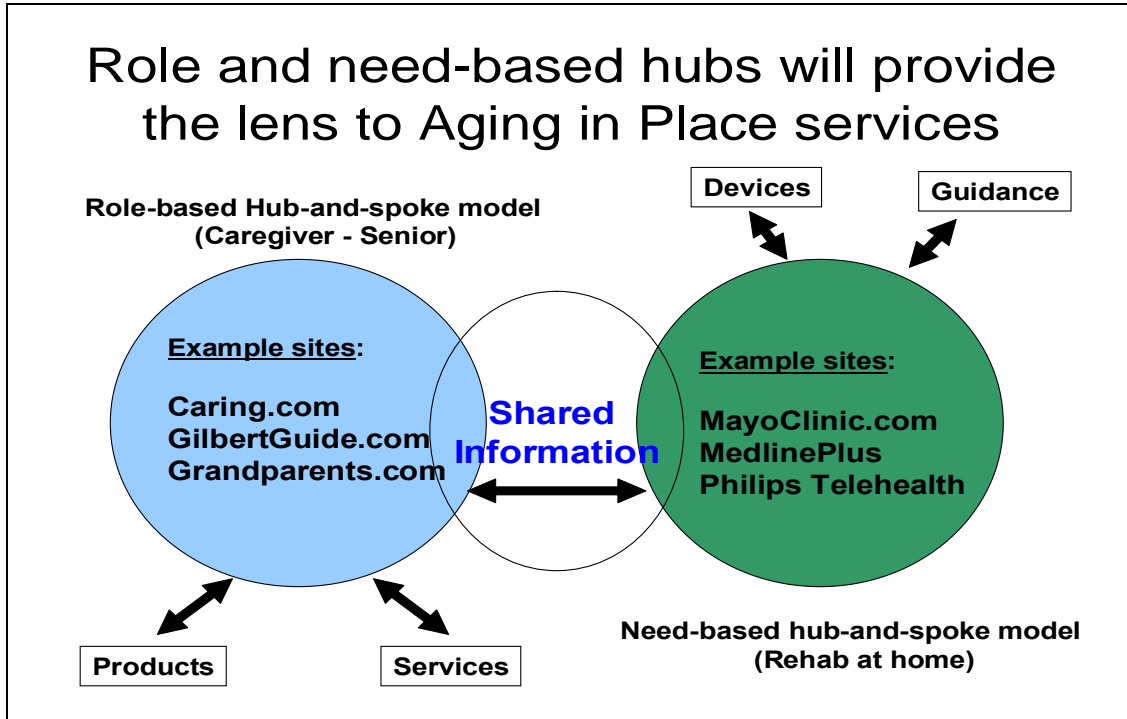 Role and need-based hubs will provide
the lens to Aging in Place services
Devices
Guidance
Role-based Hub-and-spoke model
(Caregiver - Senior)
Example sites:
Caring.com
GilbertGuide.com
Grandparents.com
Shared
Information
Example sites:
MayoClinic.com
MedlinePlus
Philips Telehealth
Products
Services
Need-based hub-and-spoke model
(Rehab at home)